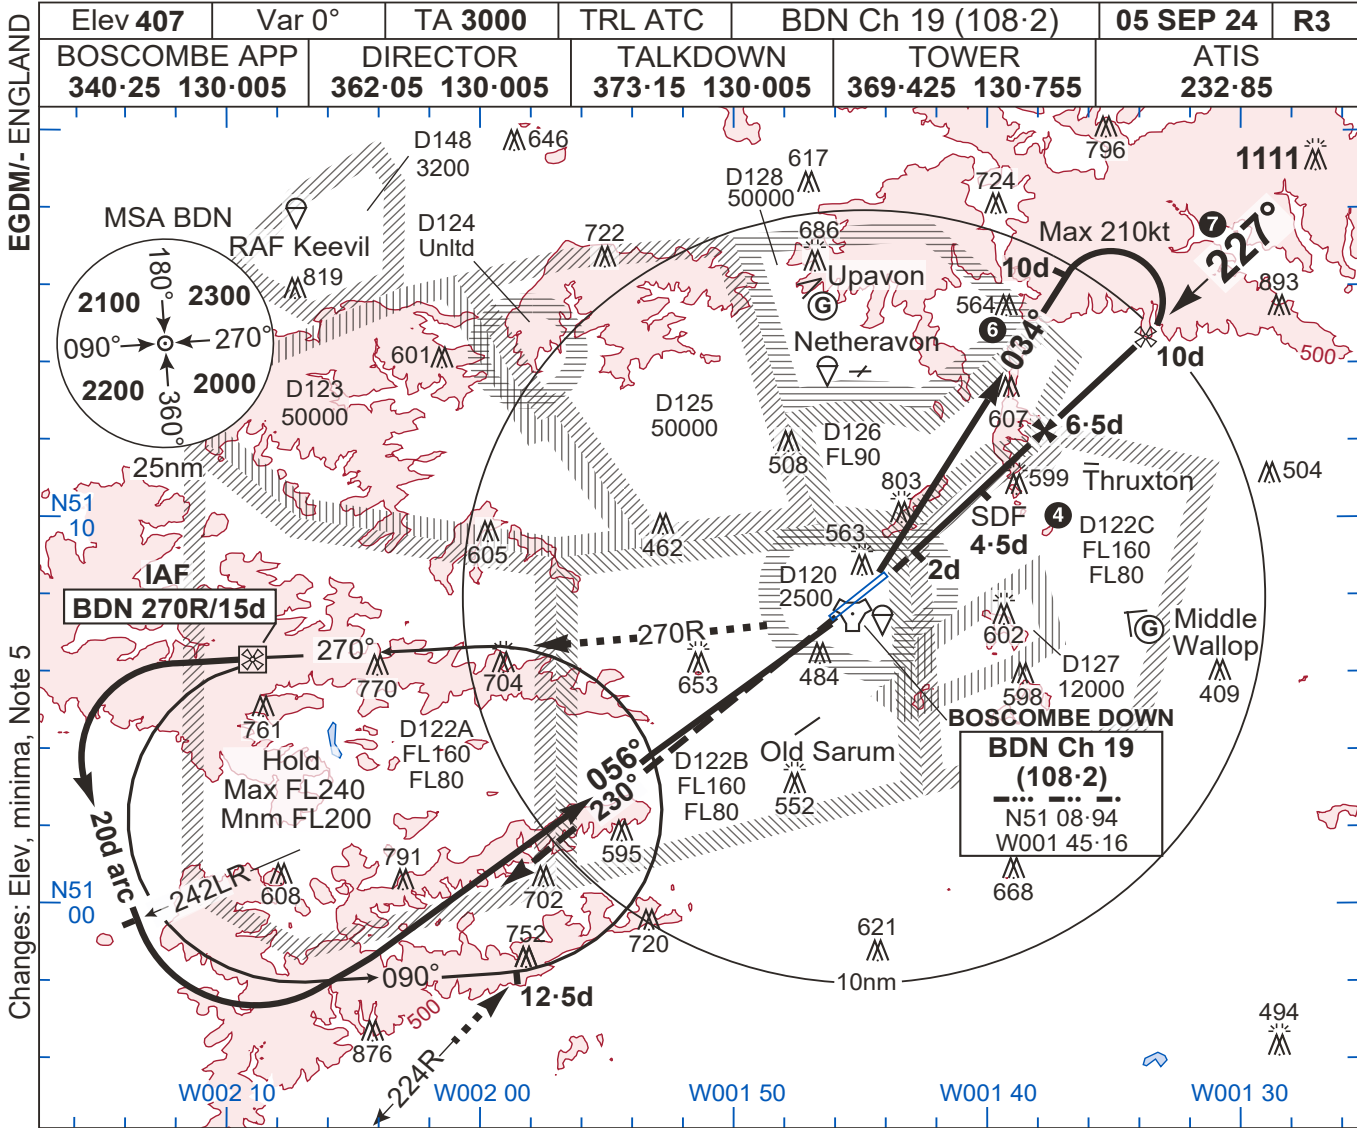 Elev 407
Var 0°
TA 3000
TRL ATC
BDN Ch 19 (108·2)
05 SEP 24
R3
BOSCOMBE APP
340·25 130·005
DIRECTOR
362·05 130·005
TALKDOWN
373·15 130·005
TOWER
369·425 130·755
ATIS
232·85
EGDM/- ENGLAND
Changes: Elev, minima, Note 5
D148
3200
646
617
796
1111
D128
50000
724
MSA BDN
RAF Keevil
819
D124
Unltd
722
686
Upavon
G
Max 210kt
7
227°
10d
893
180°
2100
2300
090°
270°
2200
2000
360°
25nm
564
6
034°
Netheravon
10d
500
601
D123
50000
D125
50000
607
6·5d
D126
FL90
508
599
Thruxton
504
N51
10
803
SDF
4·5d
4
D122C
FL160
FL80
605
462
563
2d
IAF
BDN 270R/15d
D120
2500
602
G
Middle
Wallop
270°
270R
770
704
653
484
D127
12000
598
409
761
BOSCOMBE DOWN
BDN Ch 19
(108·2)
N51 08·94
W001 45·16
D122A
FL160
FL80
Hold
Max FL240
Mnm FL200
056°
230°
D122B
FL160
FL80
Old Sarum
552
20d arc
595
791
242LR
608
702
668
N51
00
752
720
621
090°
12·5d
10nm
500
876
224R
494
W002 10
W002 00
W001 50
W001 40
W001 30